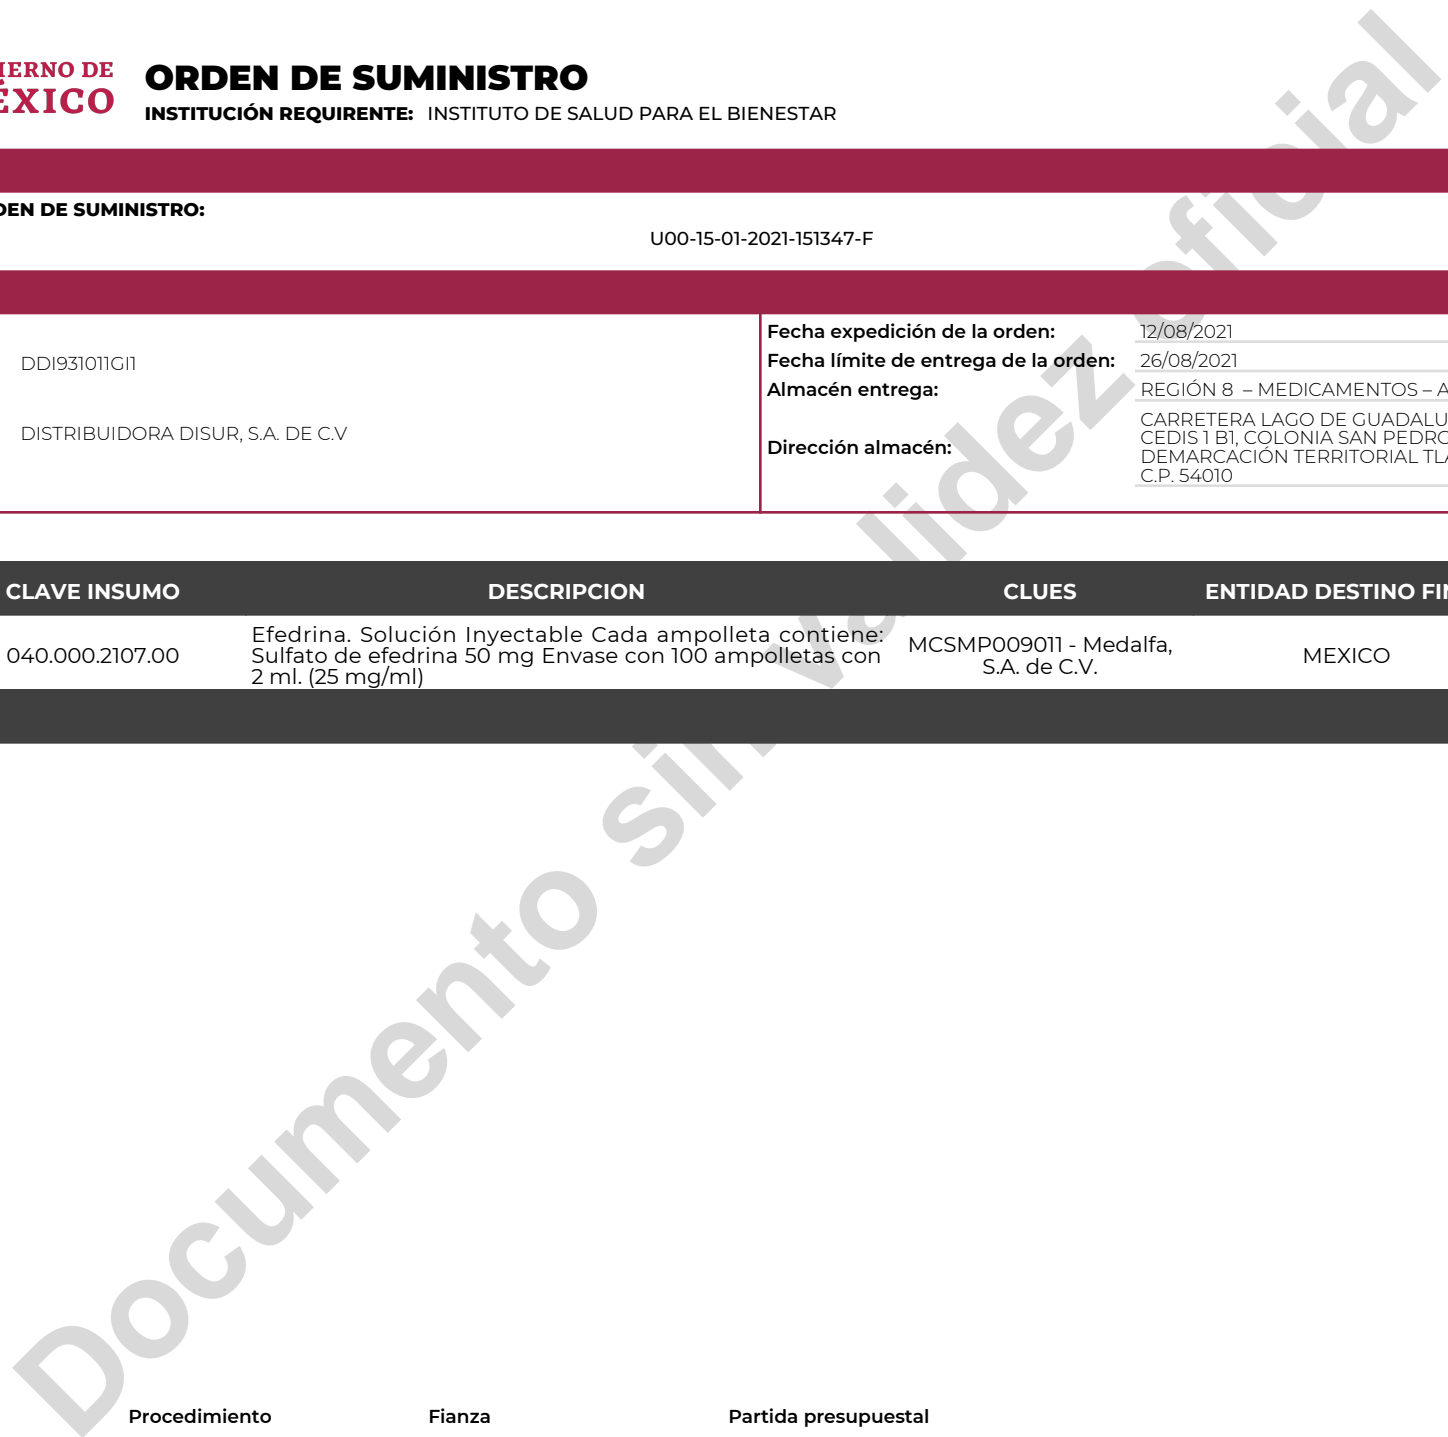 IERNO DE
ÉXICO
ORDEN DE SUMINISTRO
INSTITUCIÓN REQUIRENTE: INSTITUTO DE SALUD PARA EL BIENESTAR
DEN DE SUMINISTRO:
U00-15-01-2021-151347-F
DDI931011GI1
DISTRIBUIDORA DISUR, S.A. DE C.V
Fecha expedición de la orden: 12/08/2021
Fecha límite de entrega de la orden: 26/08/2021
Almacén entrega: REGIÓN 8 – MEDICAMENTOS – A
Dirección almacén:
CARRETERA LAGO DE GUADALU
CEDIS 1 B1, COLONIA SAN PEDRO
DEMARCACIÓN TERRITORIAL TLA
C.P. 54010
CLAVE INSUMO DESCRIPCION CLUES ENTIDAD DESTINO FIN
040.000.2107.00
Efedrina. Solución Inyectable Cada ampolleta contiene:
Sulfato de efedrina 50 mg Envase con 100 ampolletas con
2 ml. (25 mg/ml)
MCSMP009011 - Medalfa,
S.A. de C.V.
MEXICO
Documento sin validez oficial
Procedimiento Fianza Partida presupuestal